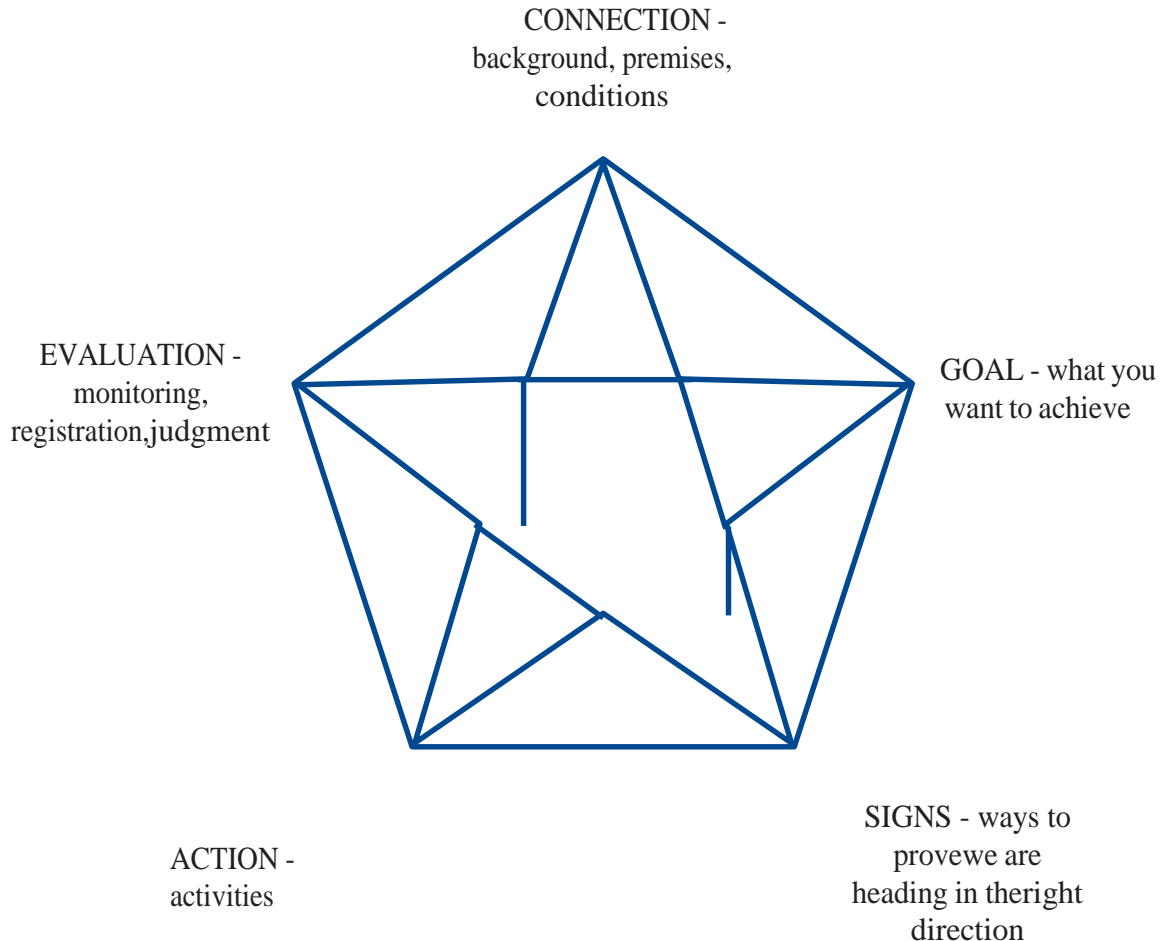 CONNECTION -
background, premises,
conditions
EVALUATION -
monitoring,
registration,judgment
GOAL - what you
want to achieve
ACTION -
activities
SIGNS - ways to
provewe are
heading in theright
direction